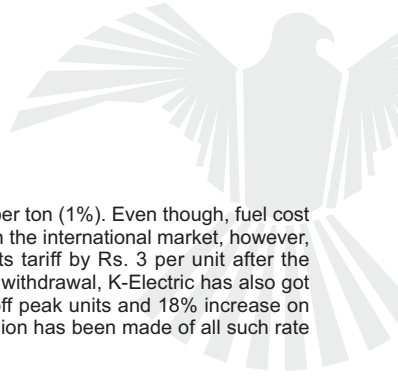 per ton (1%). Even though, fuel cost
n the international market, however,
ts tariff by Rs. 3 per unit after the
withdrawal, K-Electric has also got
off peak units and 18% increase on
ion has been made of all such rate